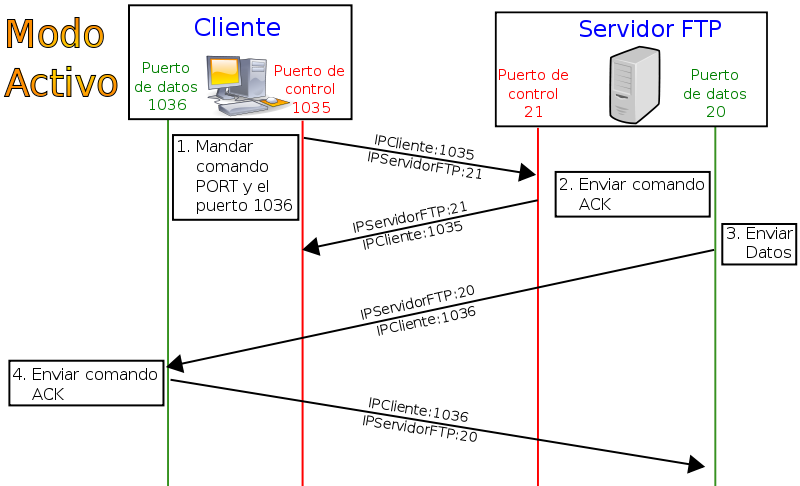 Modo
Activo
Cliente
Puerto
de datos
1036
Puerto de
control
1035
Servidor FTP
Puerto de
control
21
Puerto
de datos
20
1. Mandar
comando
PORT y el
puerto 1036
IPCliente:1035
IPServidorFTP:21
2. Enviar comando
ACK
IPServidorFTP:21
IPCliente:1035
3. Enviar
Datos
IPServidorFTP:20
IPCliente:1036
4. Enviar comando
ACK
IPCliente:1036
IPServidorFTP:20